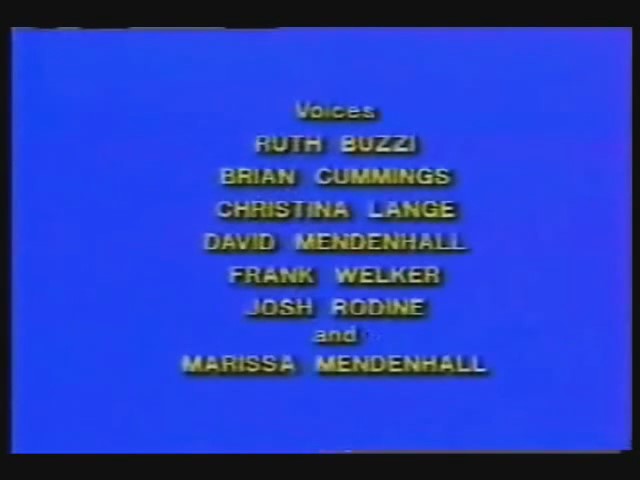 Voices
RUTH BUZZI
BRIAN CUMMINGS
CHRISTINA LANGE
DAVID MENDENHALL
FRANK WELKER
JOSH RODINE
and
MARISSA MENDENHALL